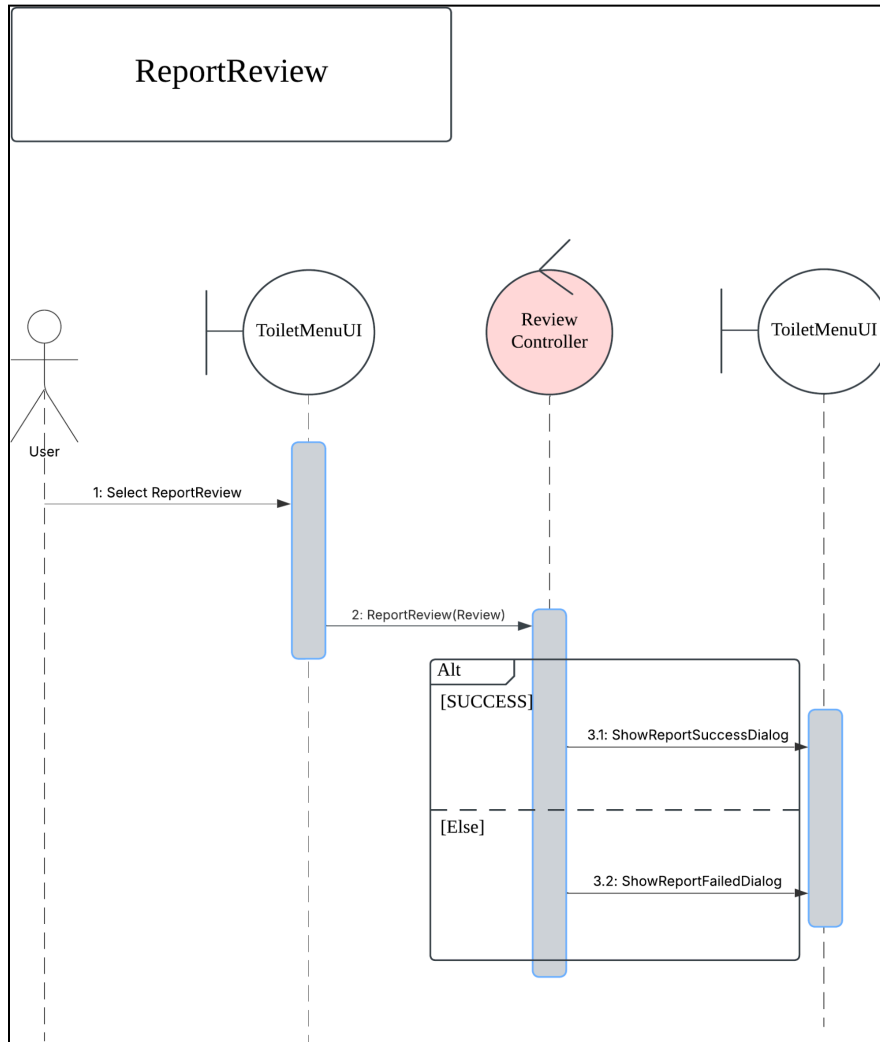 ReportReview
ToiletMenuUI
Review
Controller
ToiletMenuUI
User
1: Select ReportReview
2: ReportReview(Review)
Alt
[SUCCESS]
3.1: ShowReportSuccessDialog
[Else]
3.2: ShowReportFailedDialog